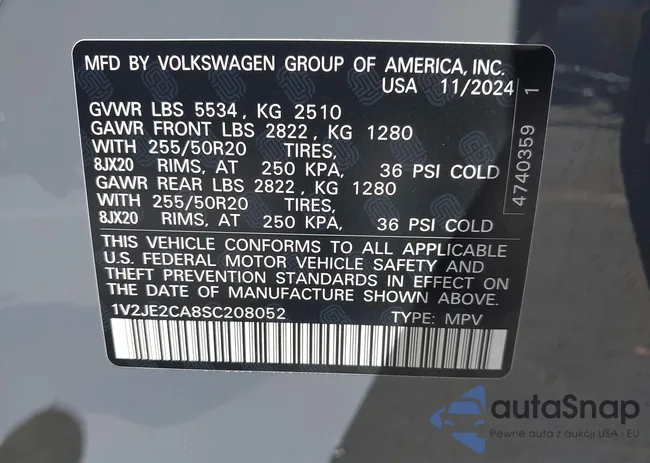 MFD BY VOLKSWAGEN GROUP OF AMERICA, INC.
USA 11/2024
GVWR LBS 5534, KG 2510
GAWR FRONT LBS 2822, KG 1280
WITH 255/50R20 TIRES,
8JX20 RIMS, AT 250 KPA, 36 PSI COLD
GAWR REAR LBS 2822, KG 1280
WITH 255/50R20 TIRES,
8JX20 RIMS, AT 250 KPA, 36 PSI COLD
THIS VEHICLE CONFORMS TO ALL APPLICABLE
U.S. FEDERAL MOTOR VEHICLE SAFETY AND
THEFT PREVENTION STANDARDS IN EFFECT ON
THE DATE OF MANUFACTURE SHOWN ABOVE.
1V2JE2CA8SC208052 TYPE: MPV
4740359 1
autaSnap
Pewne auta z aukcji USA · EU